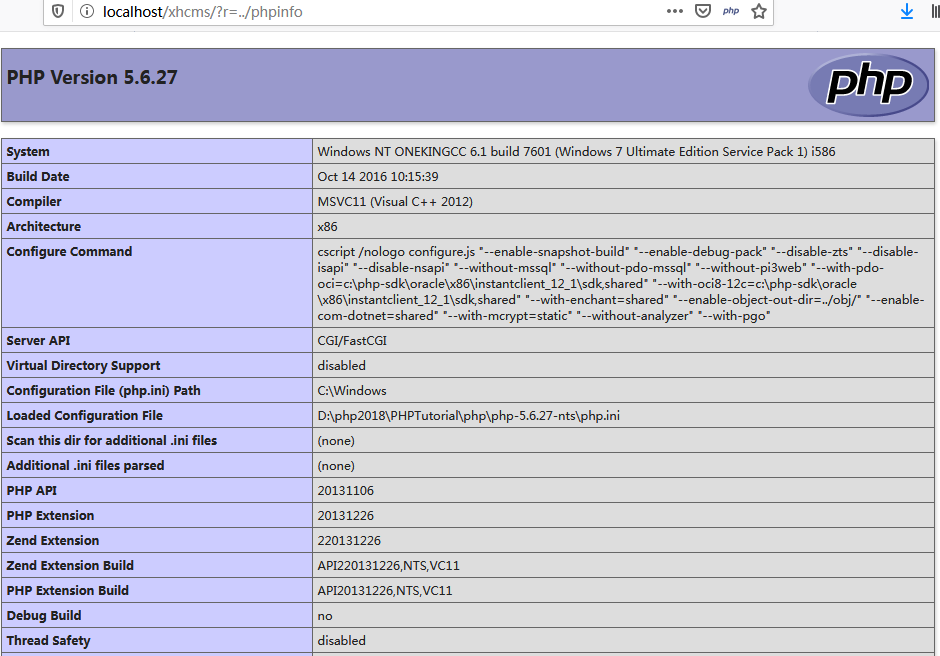 localhost/xhcms/?r=../phpinfo
php
PHP Version 5.6.27
php
System Windows NT ONEKINGCC 6.1 build 7601 (Windows 7 Ultimate Edition Service Pack 1) i586
Build Date Oct 14 2016 10:15:39
Compiler MSVC11 (Visual C++ 2012)
Architecture x86
Configure Command cscript /nologo configure.js "--enable-snapshot-build" "--enable-debug-pack" "--disable-zts" "--disable-
isapi" "--disable-nsapi" "--without-mssql" "--without-pdo-mssql" "--without-pi3web" "--with-pdo-
oci=c:\php-sdk\oracle\x86\instantclient_12_1\sdk,shared" "--with-oci8-12c=c:\php-sdk\oracle
\x86\instantclient_12_1\sdk,shared" "--with-enchant=shared" "--enable-object-out-dir=../obj/" "--enable-
com-dotnet=shared" "--with-mcrypt=static" "--without-analyzer" "--with-pgo"
Server API CGI/FastCGI
Virtual Directory Support disabled
Configuration File (php.ini) Path C:\Windows
Loaded Configuration File D:\php2018\PHPTutorial\php\php-5.6.27-nts\php.ini
Scan this dir for additional .ini files (none)
Additional .ini files parsed (none)
PHP API 20131106
PHP Extension 20131226
Zend Extension 220131226
Zend Extension Build API220131226,NTS,VC11
PHP Extension Build API20131226,NTS,VC11
Debug Build no
Thread Safety disabled